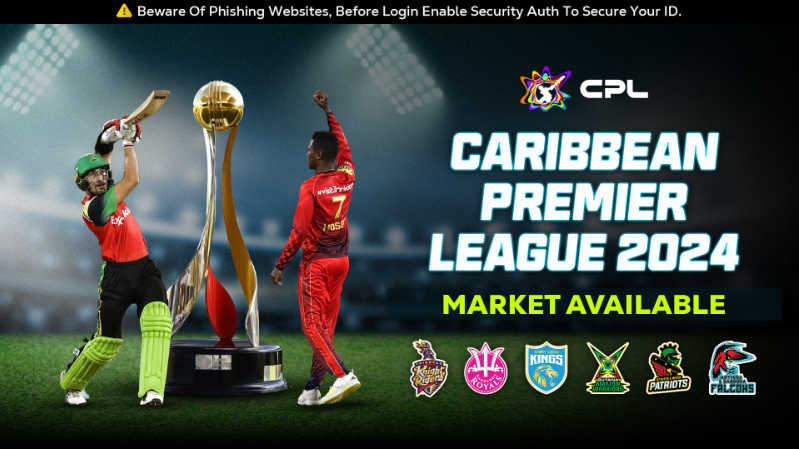 Beware Of Phishing Websites, Before Login Enable Security Auth To Secure Your ID.
CPL
CARIBBEAN
PREMIER
LEAGUE 2024
MARKET AVAILABLE
7
Knight
Riders
ROYALS
KINGS
PATRIOTS
FALCONS